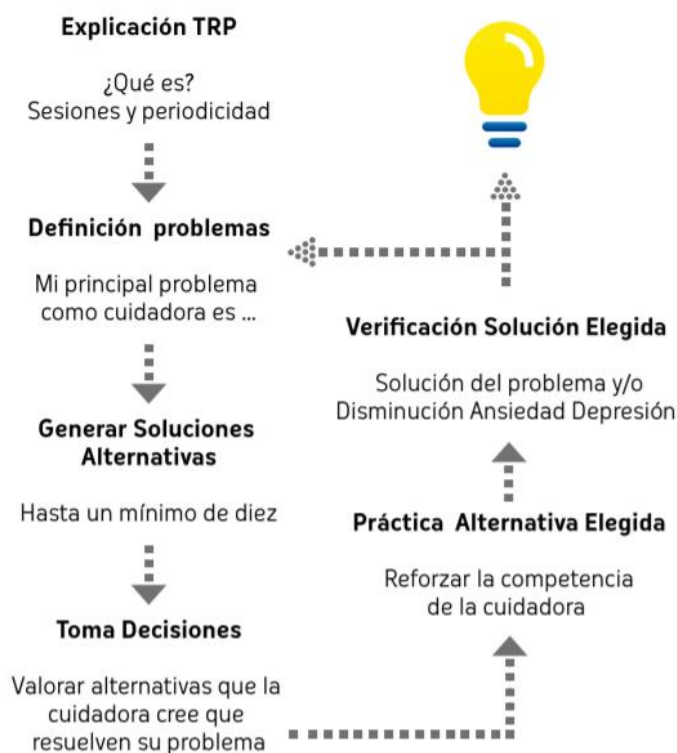 Explicación TRP
¿Qué es?
Sesiones y periodicidad
Definición problemas
Mi principal problema
como cuidadora es ...
Generar Soluciones
Alternativas
Hasta un mínimo de diez
Toma Decisiones
Valorar alternativas que la
cuidadora cree que
resuelven su problema
Práctica Alternativa Elegida
Reforzar la competencia
de la cuidadora
Verificación Solución Elegida
Solución del problema y/o
Disminución Ansiedad Depresión